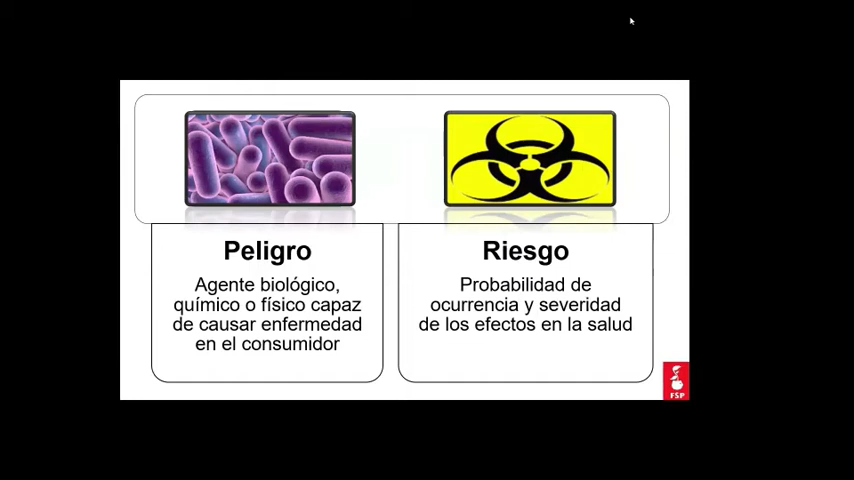 Peligro
Agente biológico,
químico o físico capaz
de causar enfermedad
en el consumidor
Riesgo
Probabilidad de
ocurrencia y severidad
de los efectos en la salud
FSP